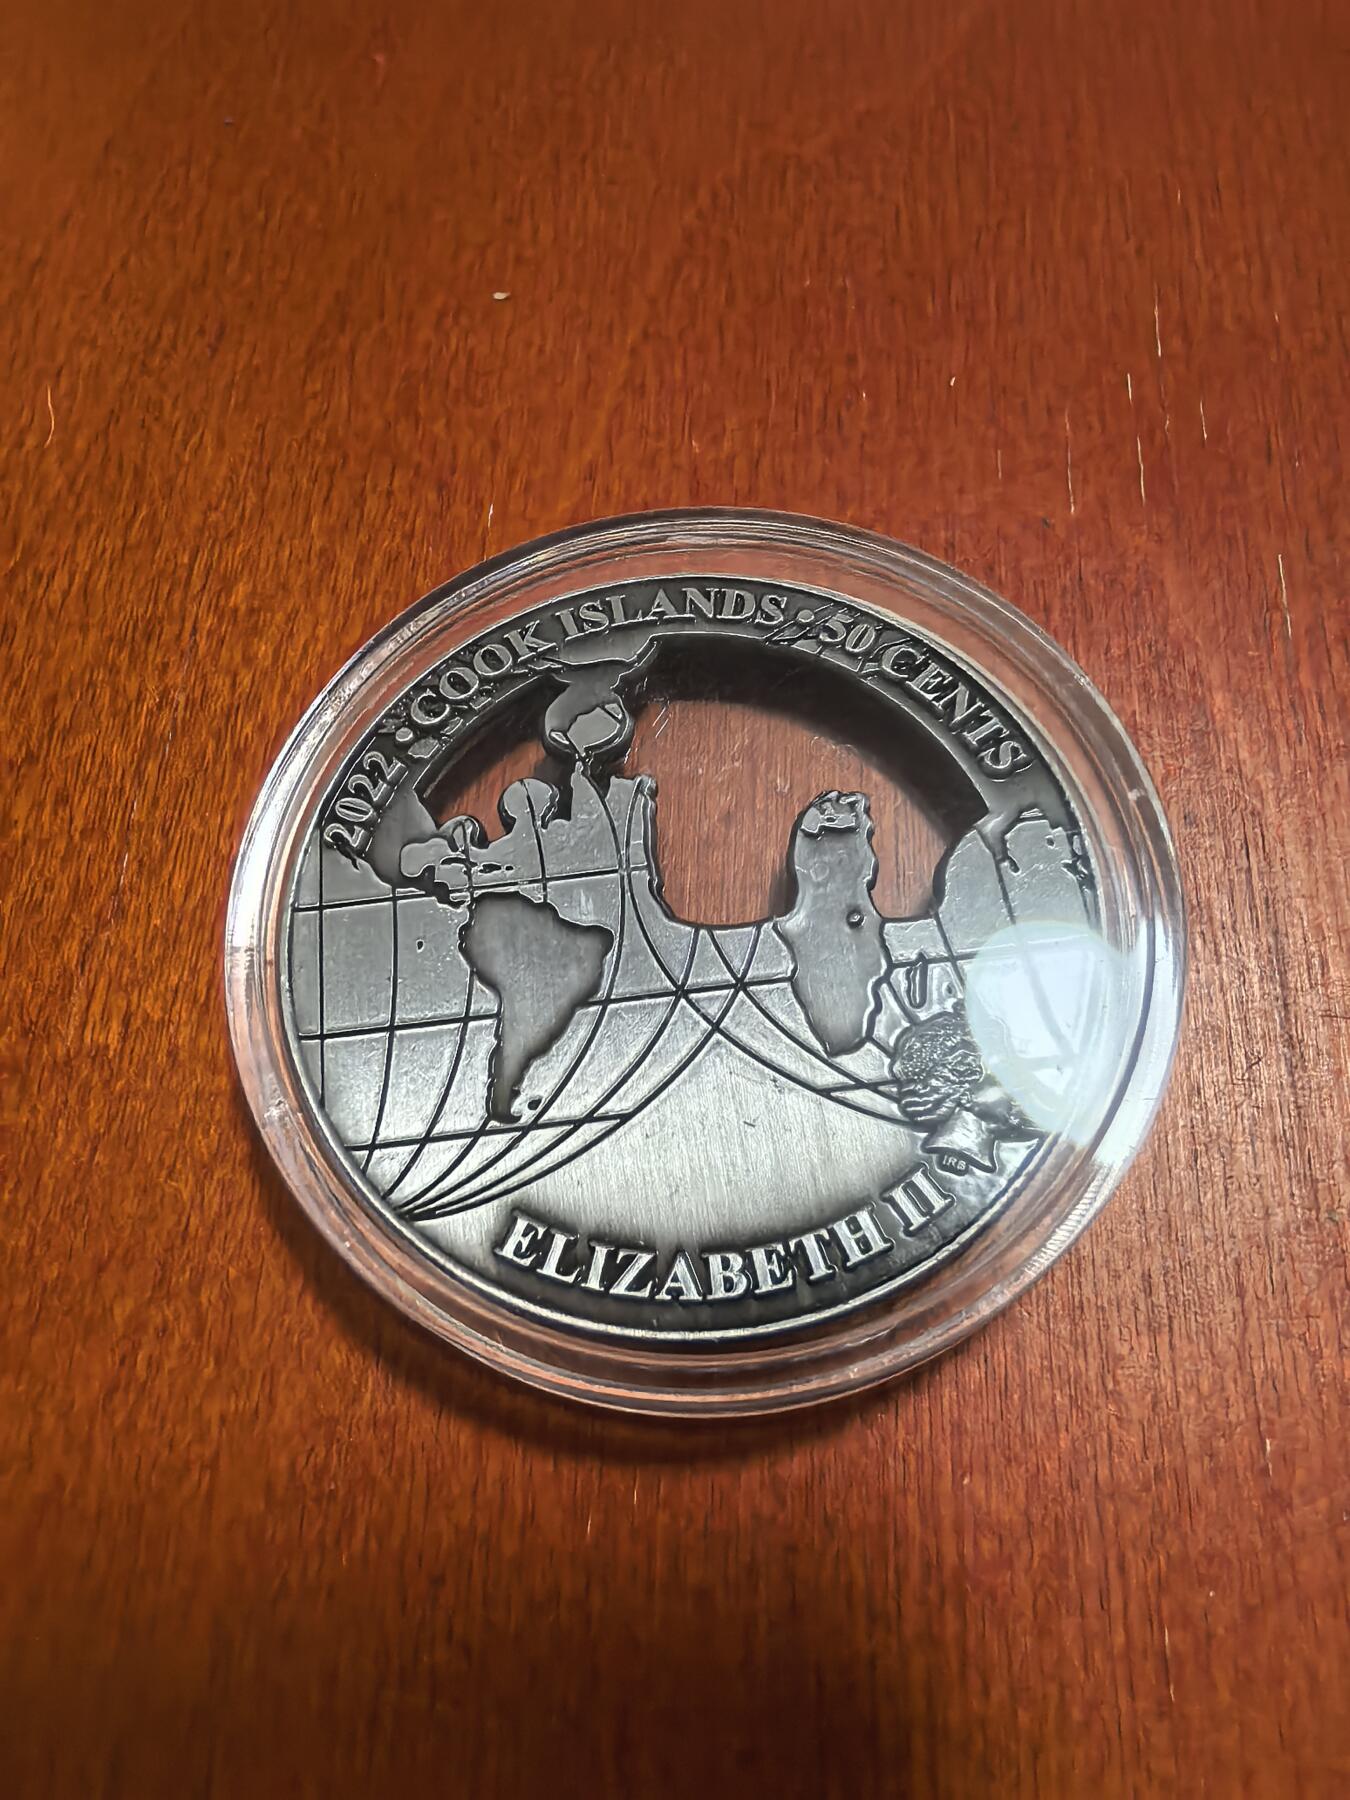 2022 • COOK ISLANDS • 50 CENTS
IRB
ELIZABETH II